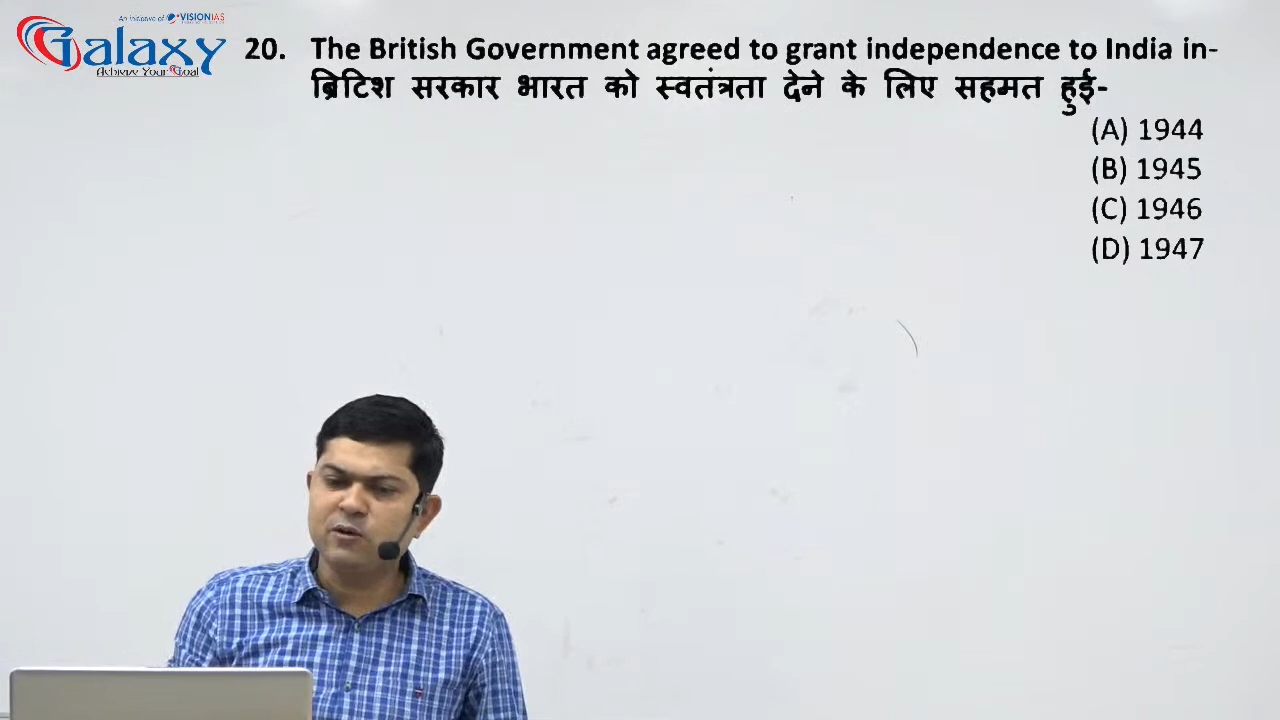 An initiative of VISIONIAS
Galaxy
Achieve Your Goal
20. The British Government agreed to grant independence to India in-
ब्रिटिश सरकार भारत को स्वतंत्रता देने के लिए सहमत हुई-
(A) 1944
(B) 1945
(C) 1946
(D) 1947